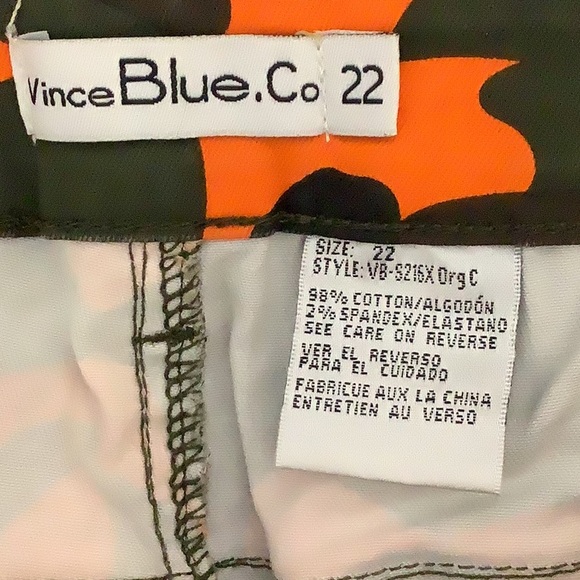 Vince Blue.Co 22
SIZE: 22
STYLE: VB-S216X Org C
98% COTTON/ALGODÓN
2% SPANDEX/ELASTANO
SEE CARE ON REVERSE
VER EL REVERSO
PARA EL CUIDADO
FABRICUE AUX LA CHINA
ENTRETIEN AU VERSO